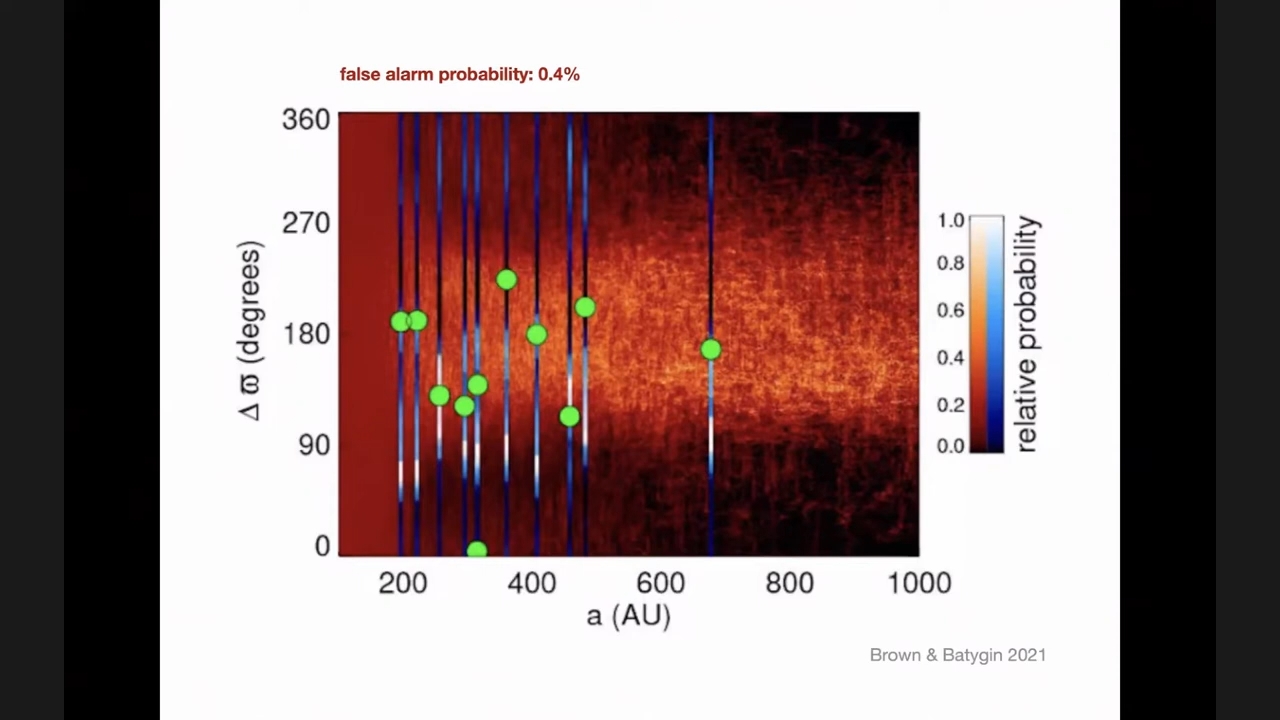 false alarm probability: 0.4%
360
270
180
90
0
Δ ϖ (degrees)
200 400 600 800 1000
a (AU)
1.0
0.8
0.6
0.4
0.2
0.0
relative probability
Brown & Batygin 2021